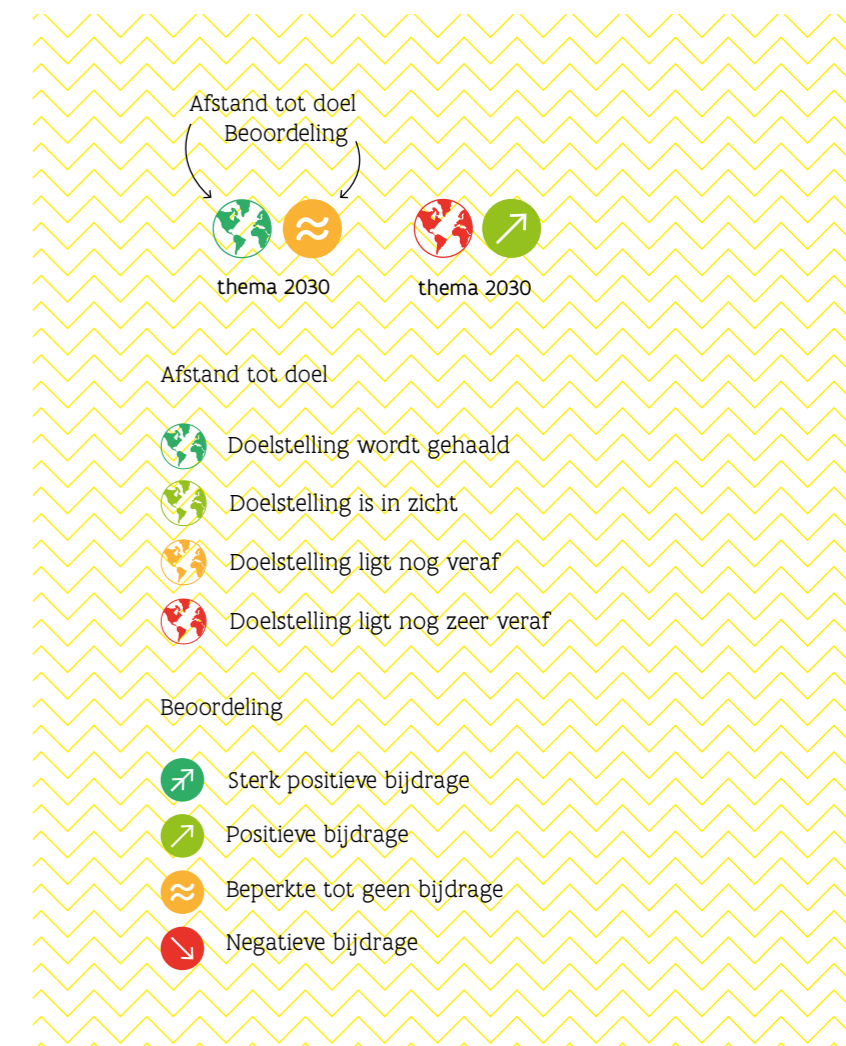 Afstand tot doel
Beoordeling
thema 2030
thema 2030
Afstand tot doel
Doelstelling wordt gehaald
Doelstelling is in zicht
Doelstelling ligt nog veraf
Doelstelling ligt nog zeer veraf
Beoordeling
Sterk positieve bijdrage
Positieve bijdrage
Beperkte tot geen bijdrage
Negatieve bijdrage